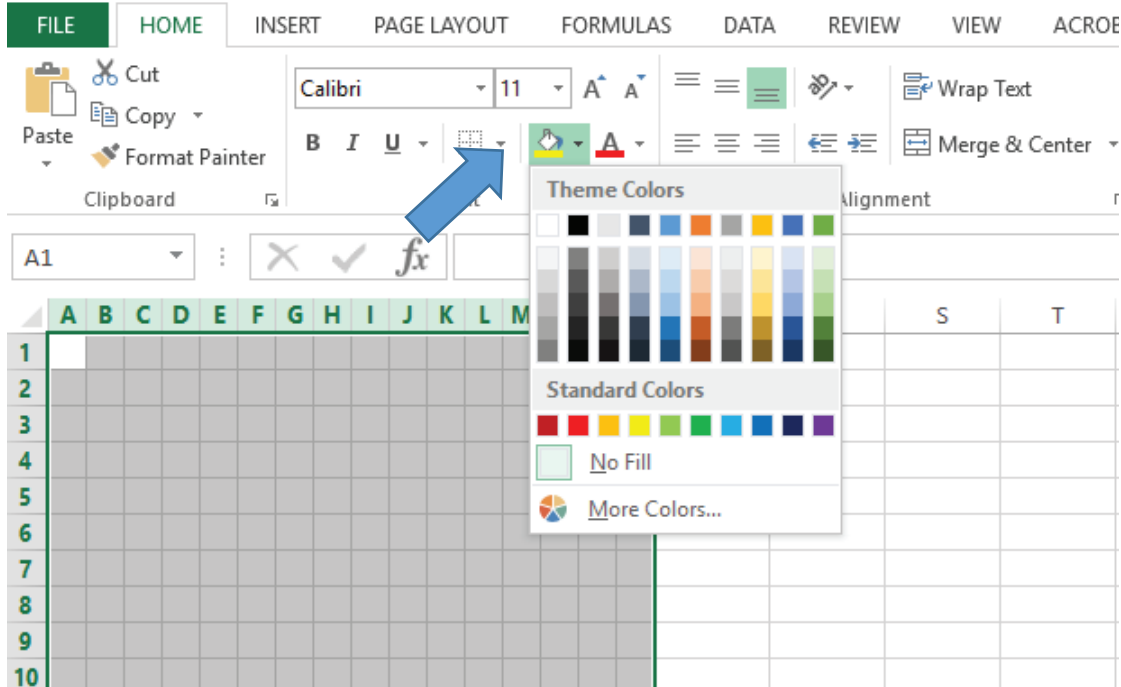 FILE HOME INSERT PAGE LAYOUT FORMULAS DATA REVIEW VIEW ACROB
Cut
Calibri 11 A A Wrap Text
Copy
Paste
B I U A Merge & Center
Format Painter
Clipboard Alignment
Theme Colors
A1 fx
A B C D E F G H I J K L M S T
1
2
Standard Colors
3
4 No Fill
5 More Colors...
6
7
8
9
10